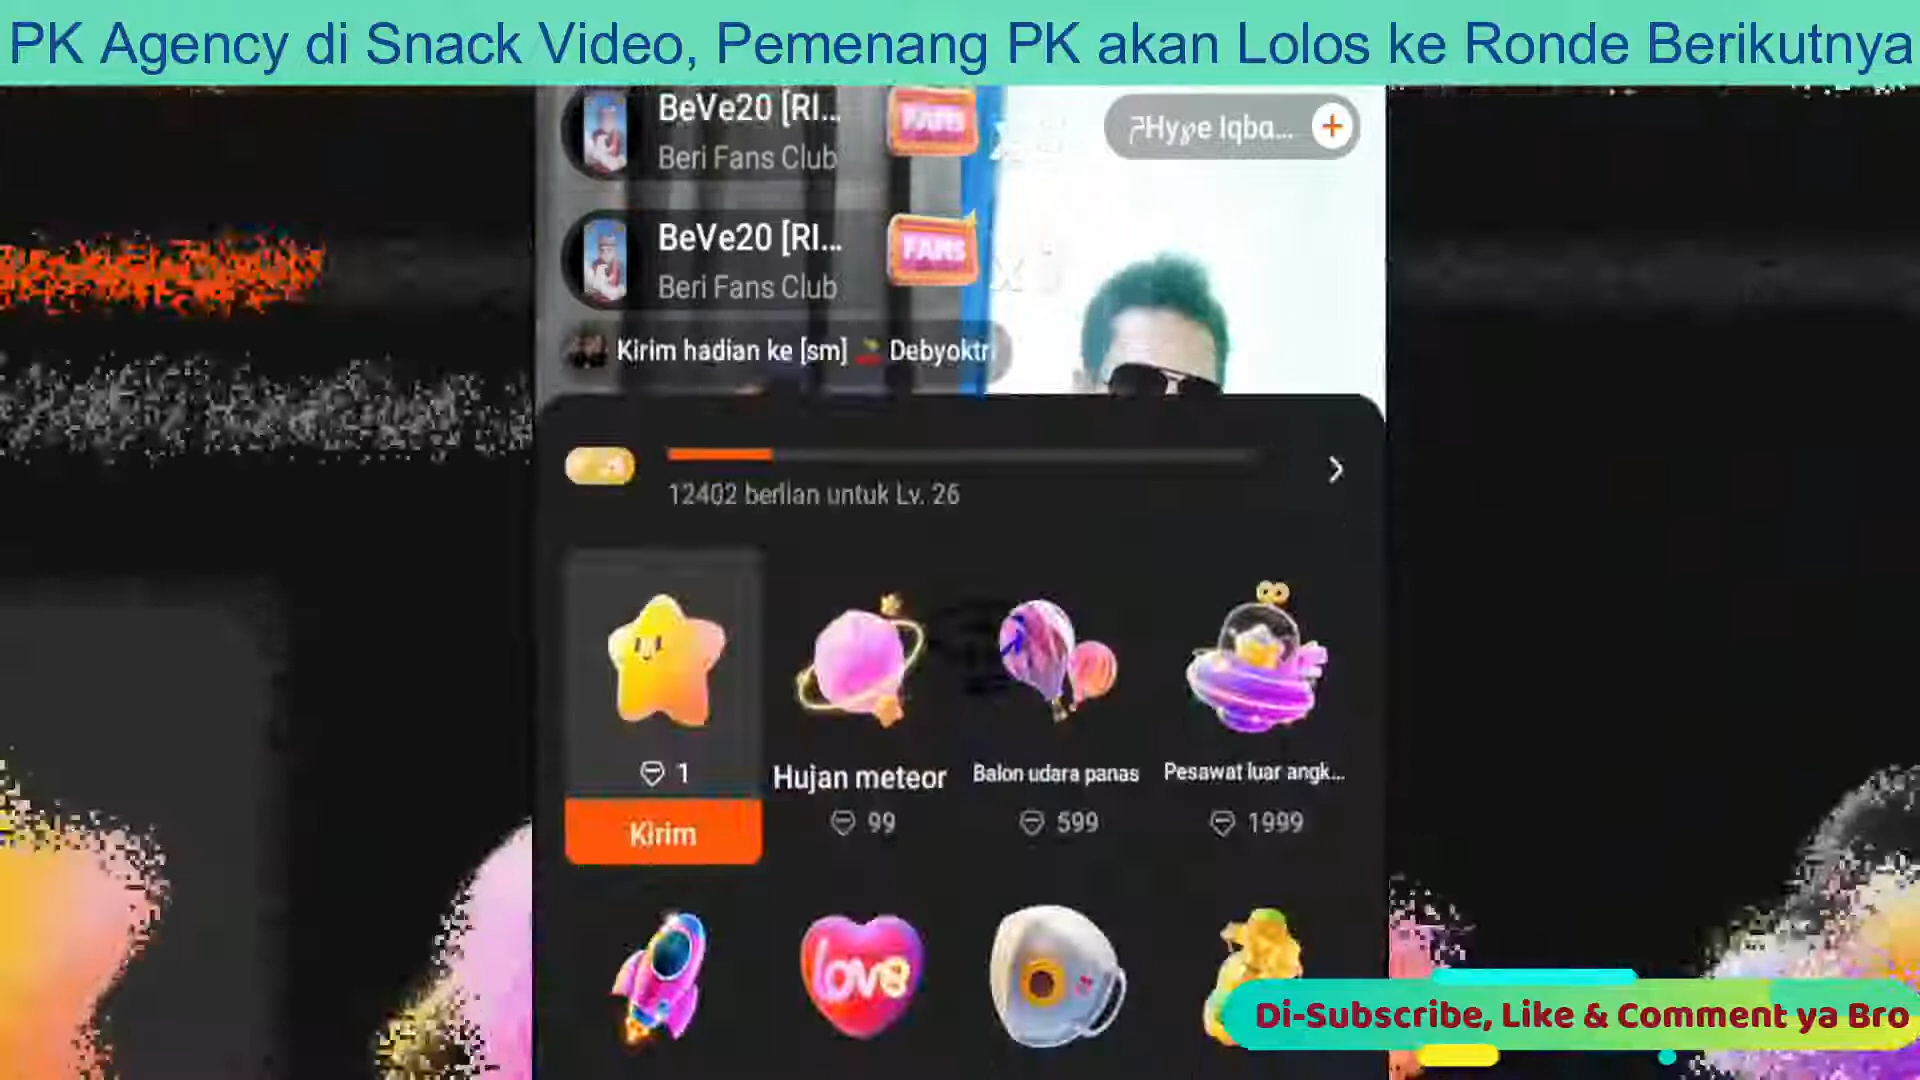 PK Agency di Snack Video, Pemenang PK akan Lolos ke Ronde Berikutnya
BeVe20 [RI...
Beri Fans Club
FANS
ꓩHy℘e Iqba...
BeVe20 [RI...
Beri Fans Club
FANS
x
Kirim hadian ke [sm] Debyoktri
12402 berlian untuk Lv. 26
1
Kirim
Hujan meteor
99
Balon udara panas
599
Pesawat luar angk...
1999
love
Di-Subscribe, Like & Comment ya Bro